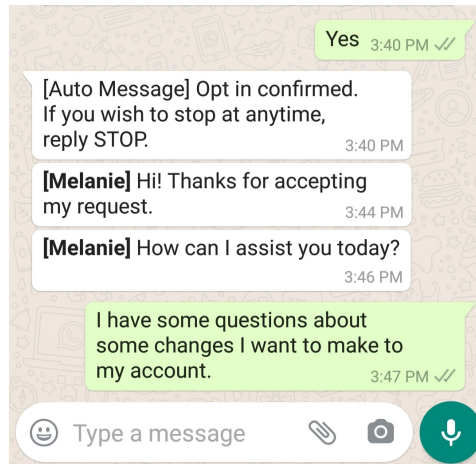 Yes 3:40 PM
[Auto Message] Opt in confirmed.
If you wish to stop at anytime,
reply STOP. 3:40 PM
[Melanie] Hi! Thanks for accepting
my request. 3:44 PM
[Melanie] How can I assist you today?
3:46 PM
I have some questions about
some changes I want to make to
my account. 3:47 PM
Type a message